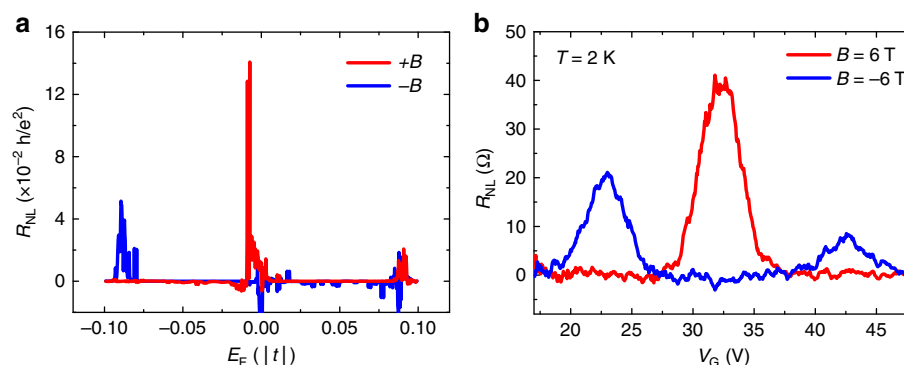 a
16
12
8
4
0
R_NL (×10⁻² h/e²)
+B
−B
−0.10 −0.05 0.00 0.05 0.10
E_F (|t|)
b
50
40
30
20
10
0
R_NL (Ω)
T = 2 K
B = 6 T
B = −6 T
20 25 30 35 40 45
V_G (V)